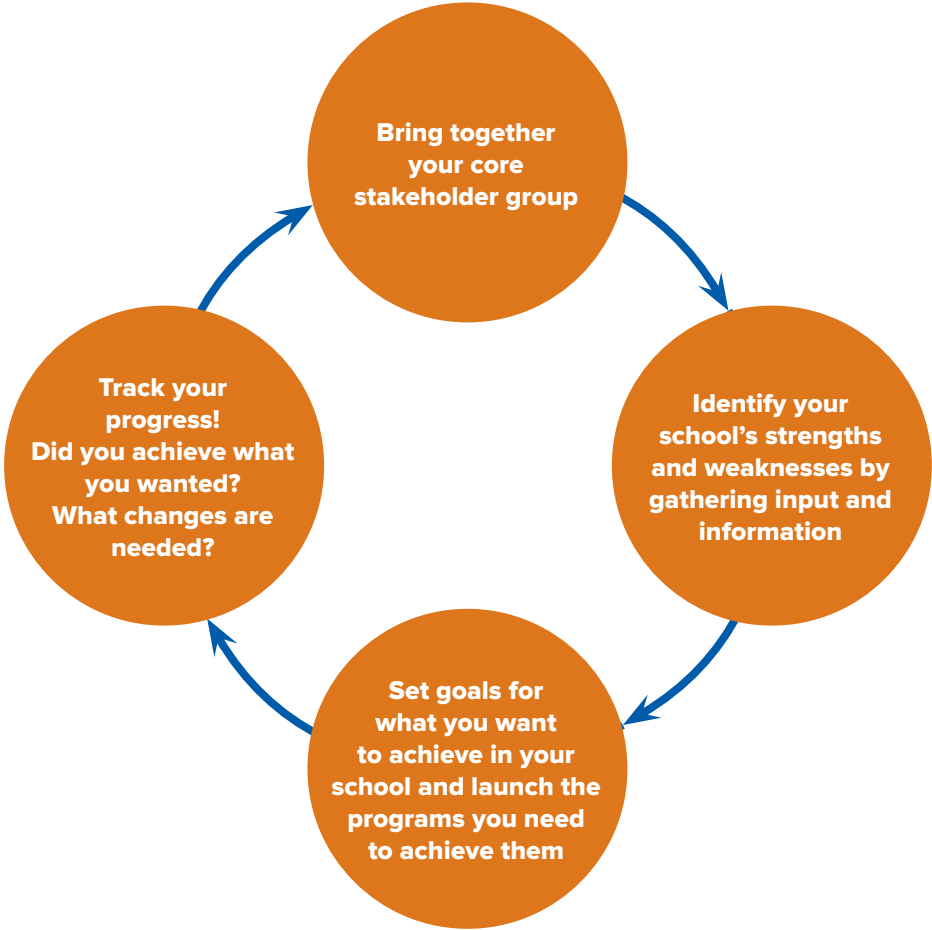 Bring together
your core
stakeholder group
Identify your
school’s strengths
and weaknesses by
gathering input and
information
Set goals for
what you want
to achieve in your
school and launch the
programs you need
to achieve them
Track your
progress!
Did you achieve what
you wanted?
What changes are
needed?